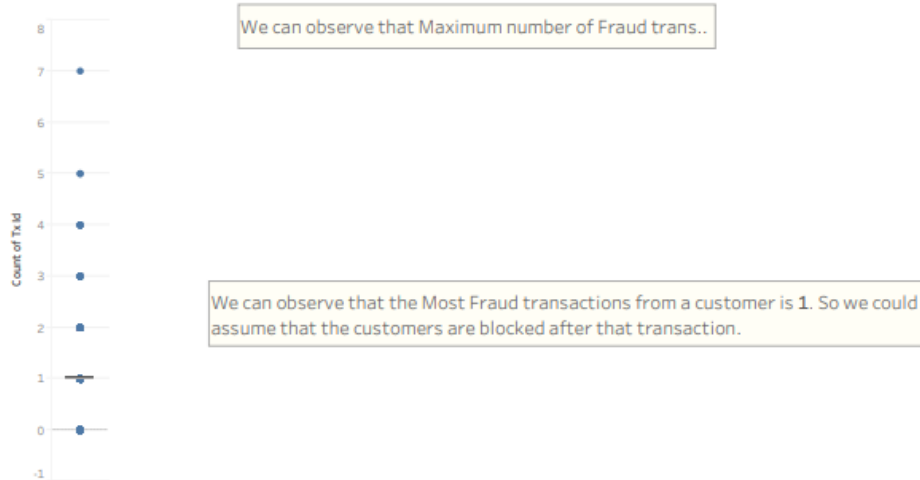 We can observe that Maximum number of Fraud trans..
8
7
6
5
4
3
2
1
0
-1
Count of Tx Id
We can observe that the Most Fraud transactions from a customer is 1. So we could
assume that the customers are blocked after that transaction.